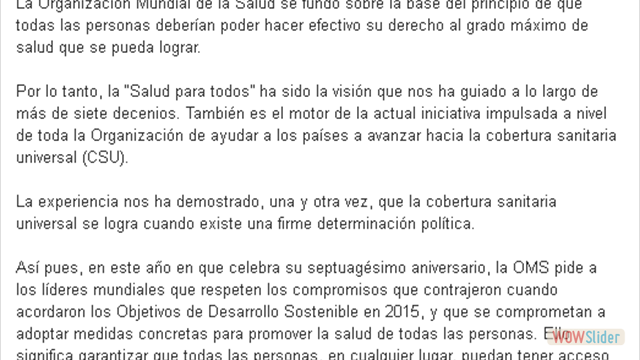 La Organización Mundial de la Salud se fundó sobre la base del principio de que
todas las personas deberían poder hacer efectivo su derecho al grado máximo de
salud que se pueda lograr.
Por lo tanto, la "Salud para todos" ha sido la visión que nos ha guiado a lo largo de
más de siete decenios. También es el motor de la actual iniciativa impulsada a nivel
de toda la Organización de ayudar a los países a avanzar hacia la cobertura sanitaria
universal (CSU).
La experiencia nos ha demostrado, una y otra vez, que la cobertura sanitaria
universal se logra cuando existe una firme determinación política.
Así pues, en este año en que celebra su septuagésimo aniversario, la OMS pide a
los líderes mundiales que respeten los compromisos que contrajeron cuando
acordaron los Objetivos de Desarrollo Sostenible en 2015, y que se comprometan a
adoptar medidas concretas para promover la salud de todas las personas. Ello
significa garantizar que todas las personas, en cualquier lugar, puedan tener acceso
WOWSlider